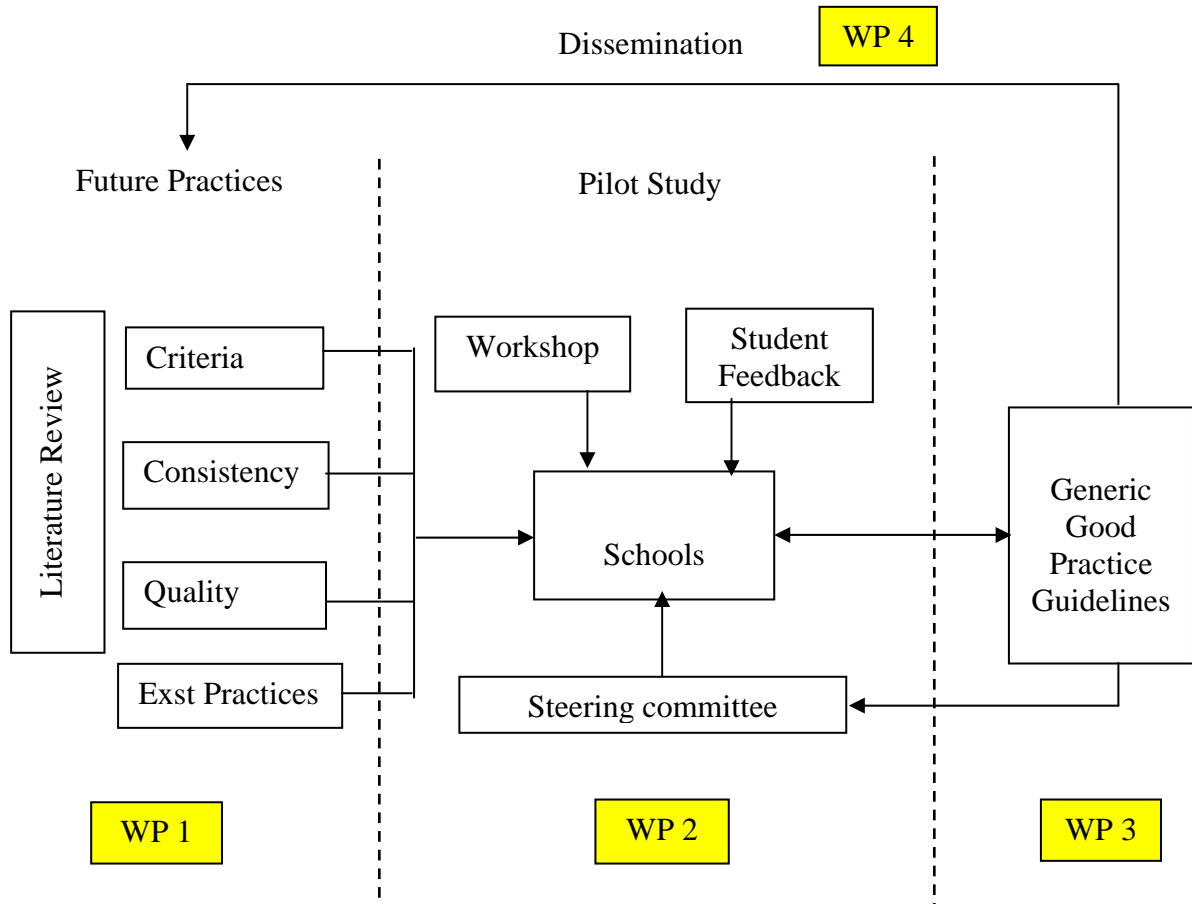 Dissemination
WP 4
Future Practices
Pilot Study
Literature Review
Criteria
Consistency
Quality
Exst Practices
Workshop
Student
Feedback
Schools
Steering committee
Generic
Good
Practice
Guidelines
WP 1
WP 2
WP 3